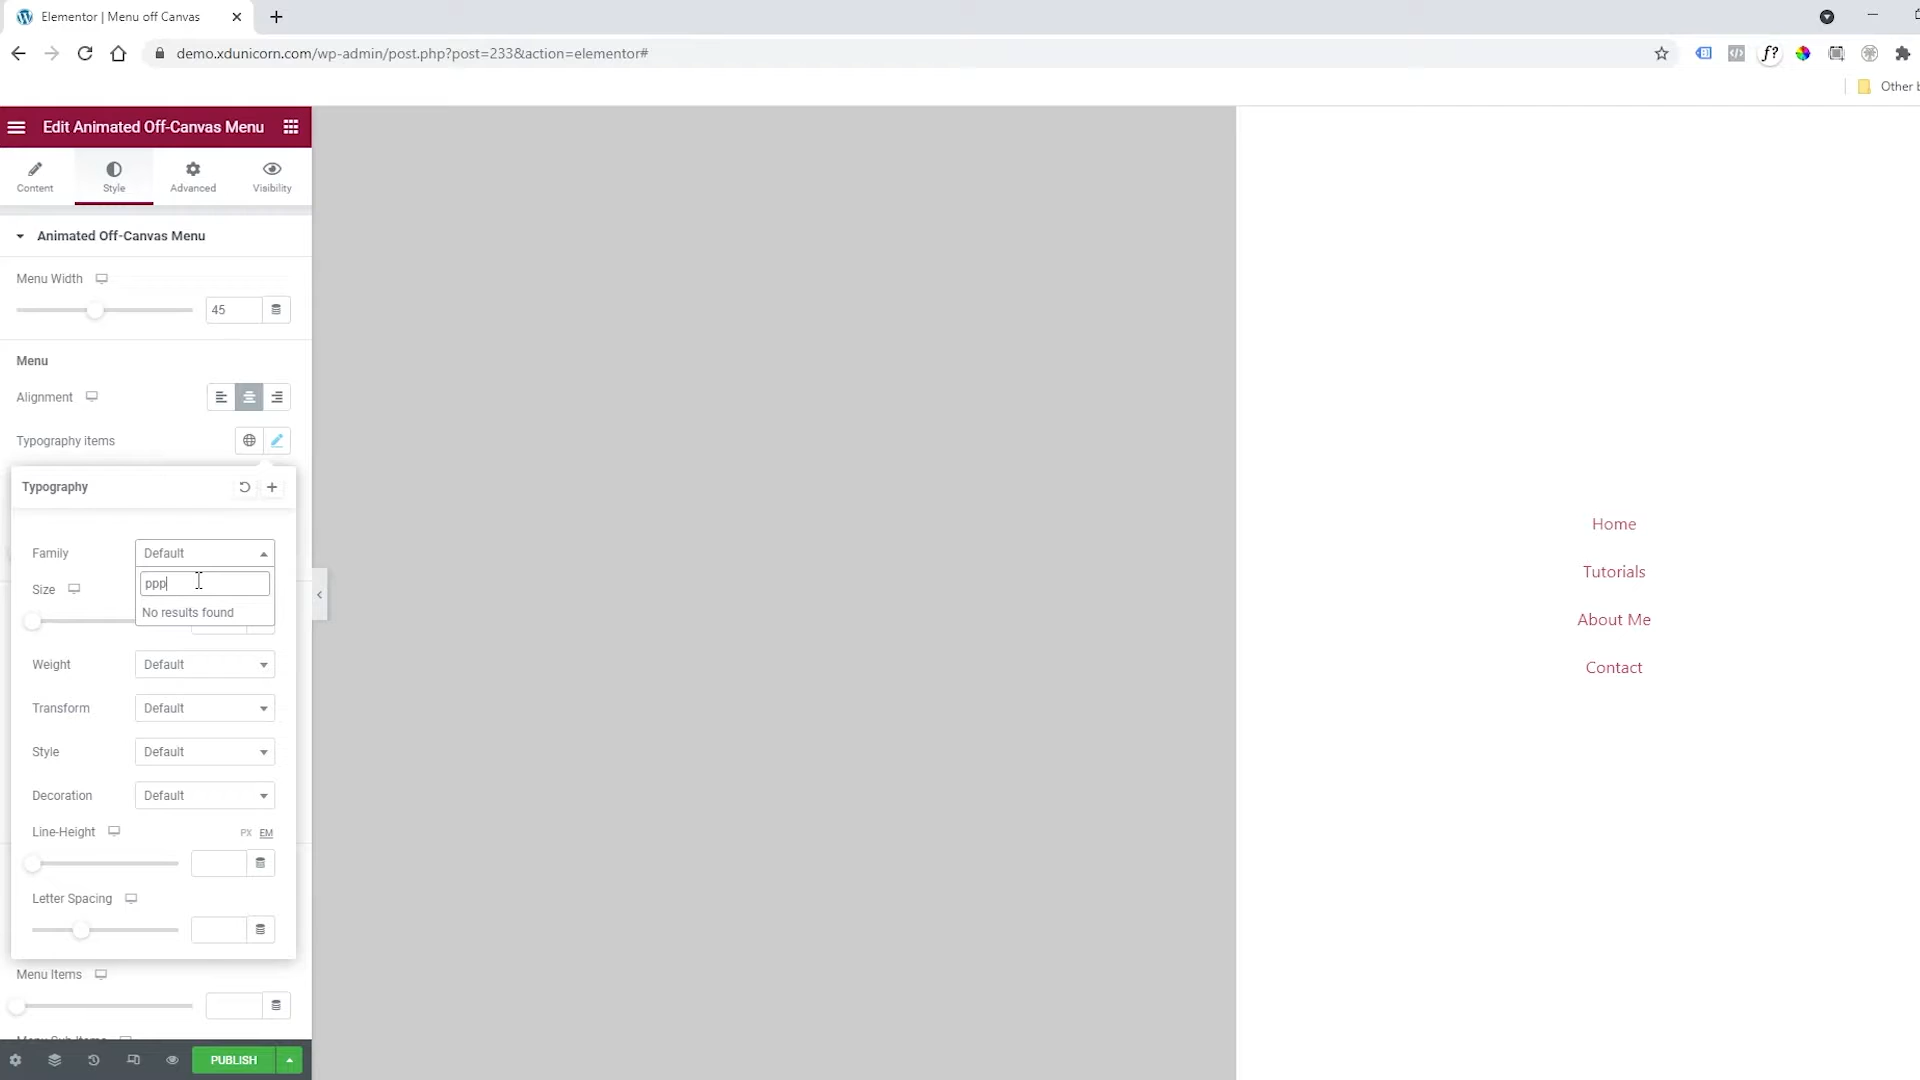 Elementor | Menu off Canvas
demo.xdunicorn.com/wp-admin/post.php?post=233&action=elementor#
f?
Other b
Edit Animated Off-Canvas Menu
Content
Style
Advanced
Visibility
Animated Off-Canvas Menu
Menu Width
45
Menu
Alignment
Typography items
Typography
Family
Default
Size
ppp
No results found
Weight
Default
Transform
Default
Style
Default
Decoration
Default
Line-Height
PX
EM
Letter Spacing
Menu Items
PUBLISH
Home
Tutorials
About Me
Contact